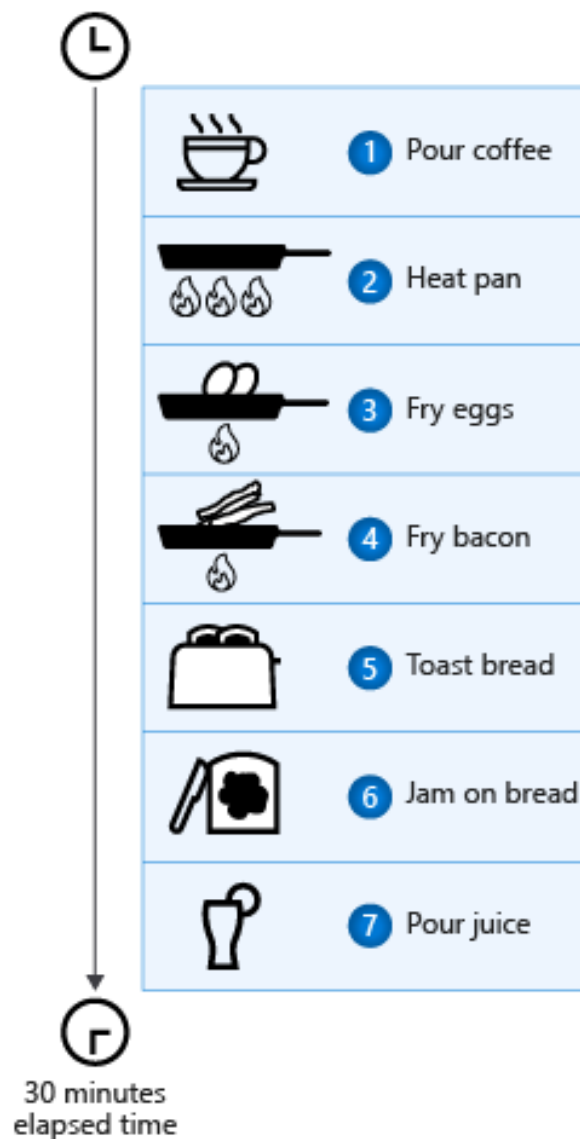 1 Pour coffee
2 Heat pan
3 Fry eggs
4 Fry bacon
5 Toast bread
6 Jam on bread
7 Pour juice
30 minutes
elapsed time